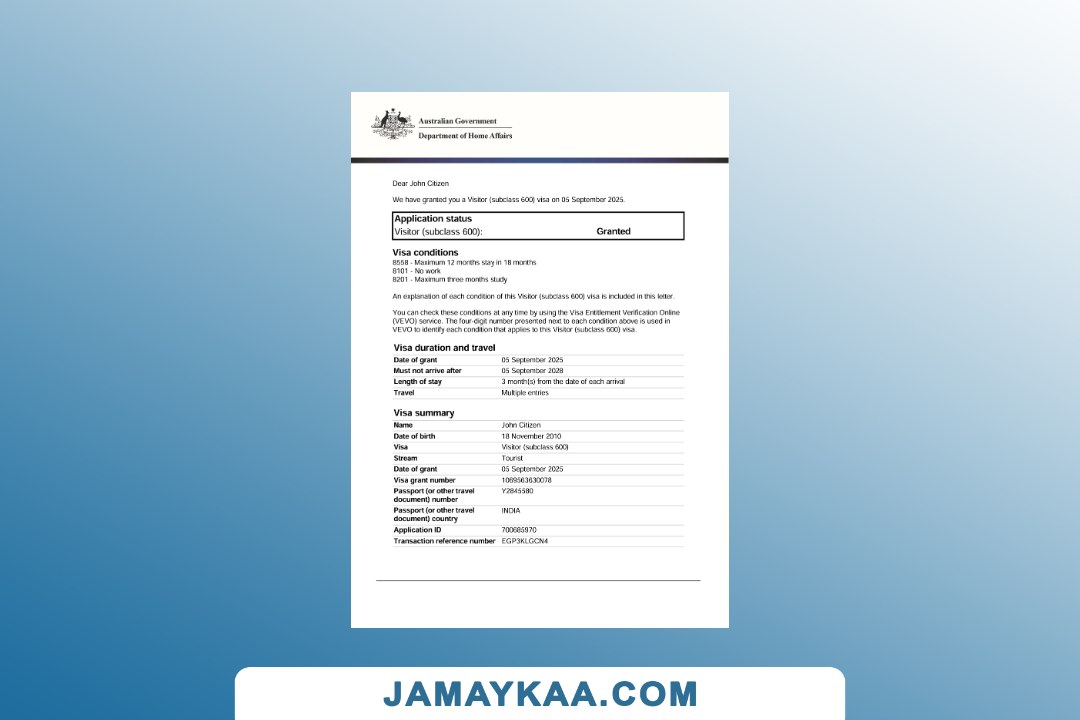 Australian Government
Department of Home Affairs
Dear John Citizen
We have granted you a Visitor (subclass 600) visa on 05 September 2025.
Application status
Visitor (subclass 600): Granted
Visa conditions
8558 - Maximum 12 months stay in 18 months
8101 - No work
8201 - Maximum three months study
An explanation of each condition of this Visitor (subclass 600) visa is included in this letter.
You can check these conditions at any time by using the Visa Entitlement Verification Online
(VEVO) service. The four-digit number presented next to each condition above is used in
VEVO to identify each condition that applies to this Visitor (subclass 600) visa.
Visa duration and travel
Date of grant 05 September 2025
Must not arrive after 05 September 2028
Length of stay 3 month(s) from the date of each arrival
Travel Multiple entries
Visa summary
Name John Citizen
Date of birth 18 November 2010
Visa Visitor (subclass 600)
Stream Tourist
Date of grant 05 September 2025
Visa grant number 1069563630078
Passport (or other travel Y2845580
document) number
Passport (or other travel INDIA
document) country
Application ID 700685970
Transaction reference number EGP3KLGCN4
JAMAYKAA.COM